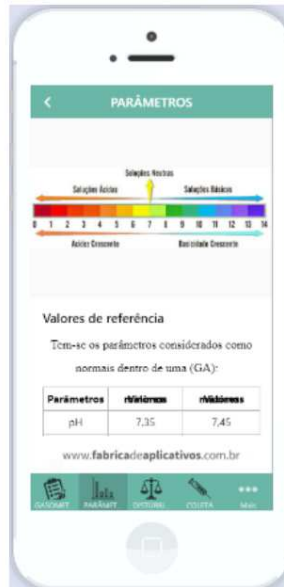 PARÂMETROS
Soluções Neutras
Soluções Ácidas Soluções Básicas
0 1 2 3 4 5 6 7 8 9 10 11 12 13 14
Acidez Crescente Basicidade Crescente
Valores de referência
Tem-se os parâmetros considerados como
normais dentro de uma (GA):
Parâmetros
pH 7,35 7,45
www.fabricadeaplicativos.com.br
GASOMET PARÂMET DISTÚRBI COLETA Mais